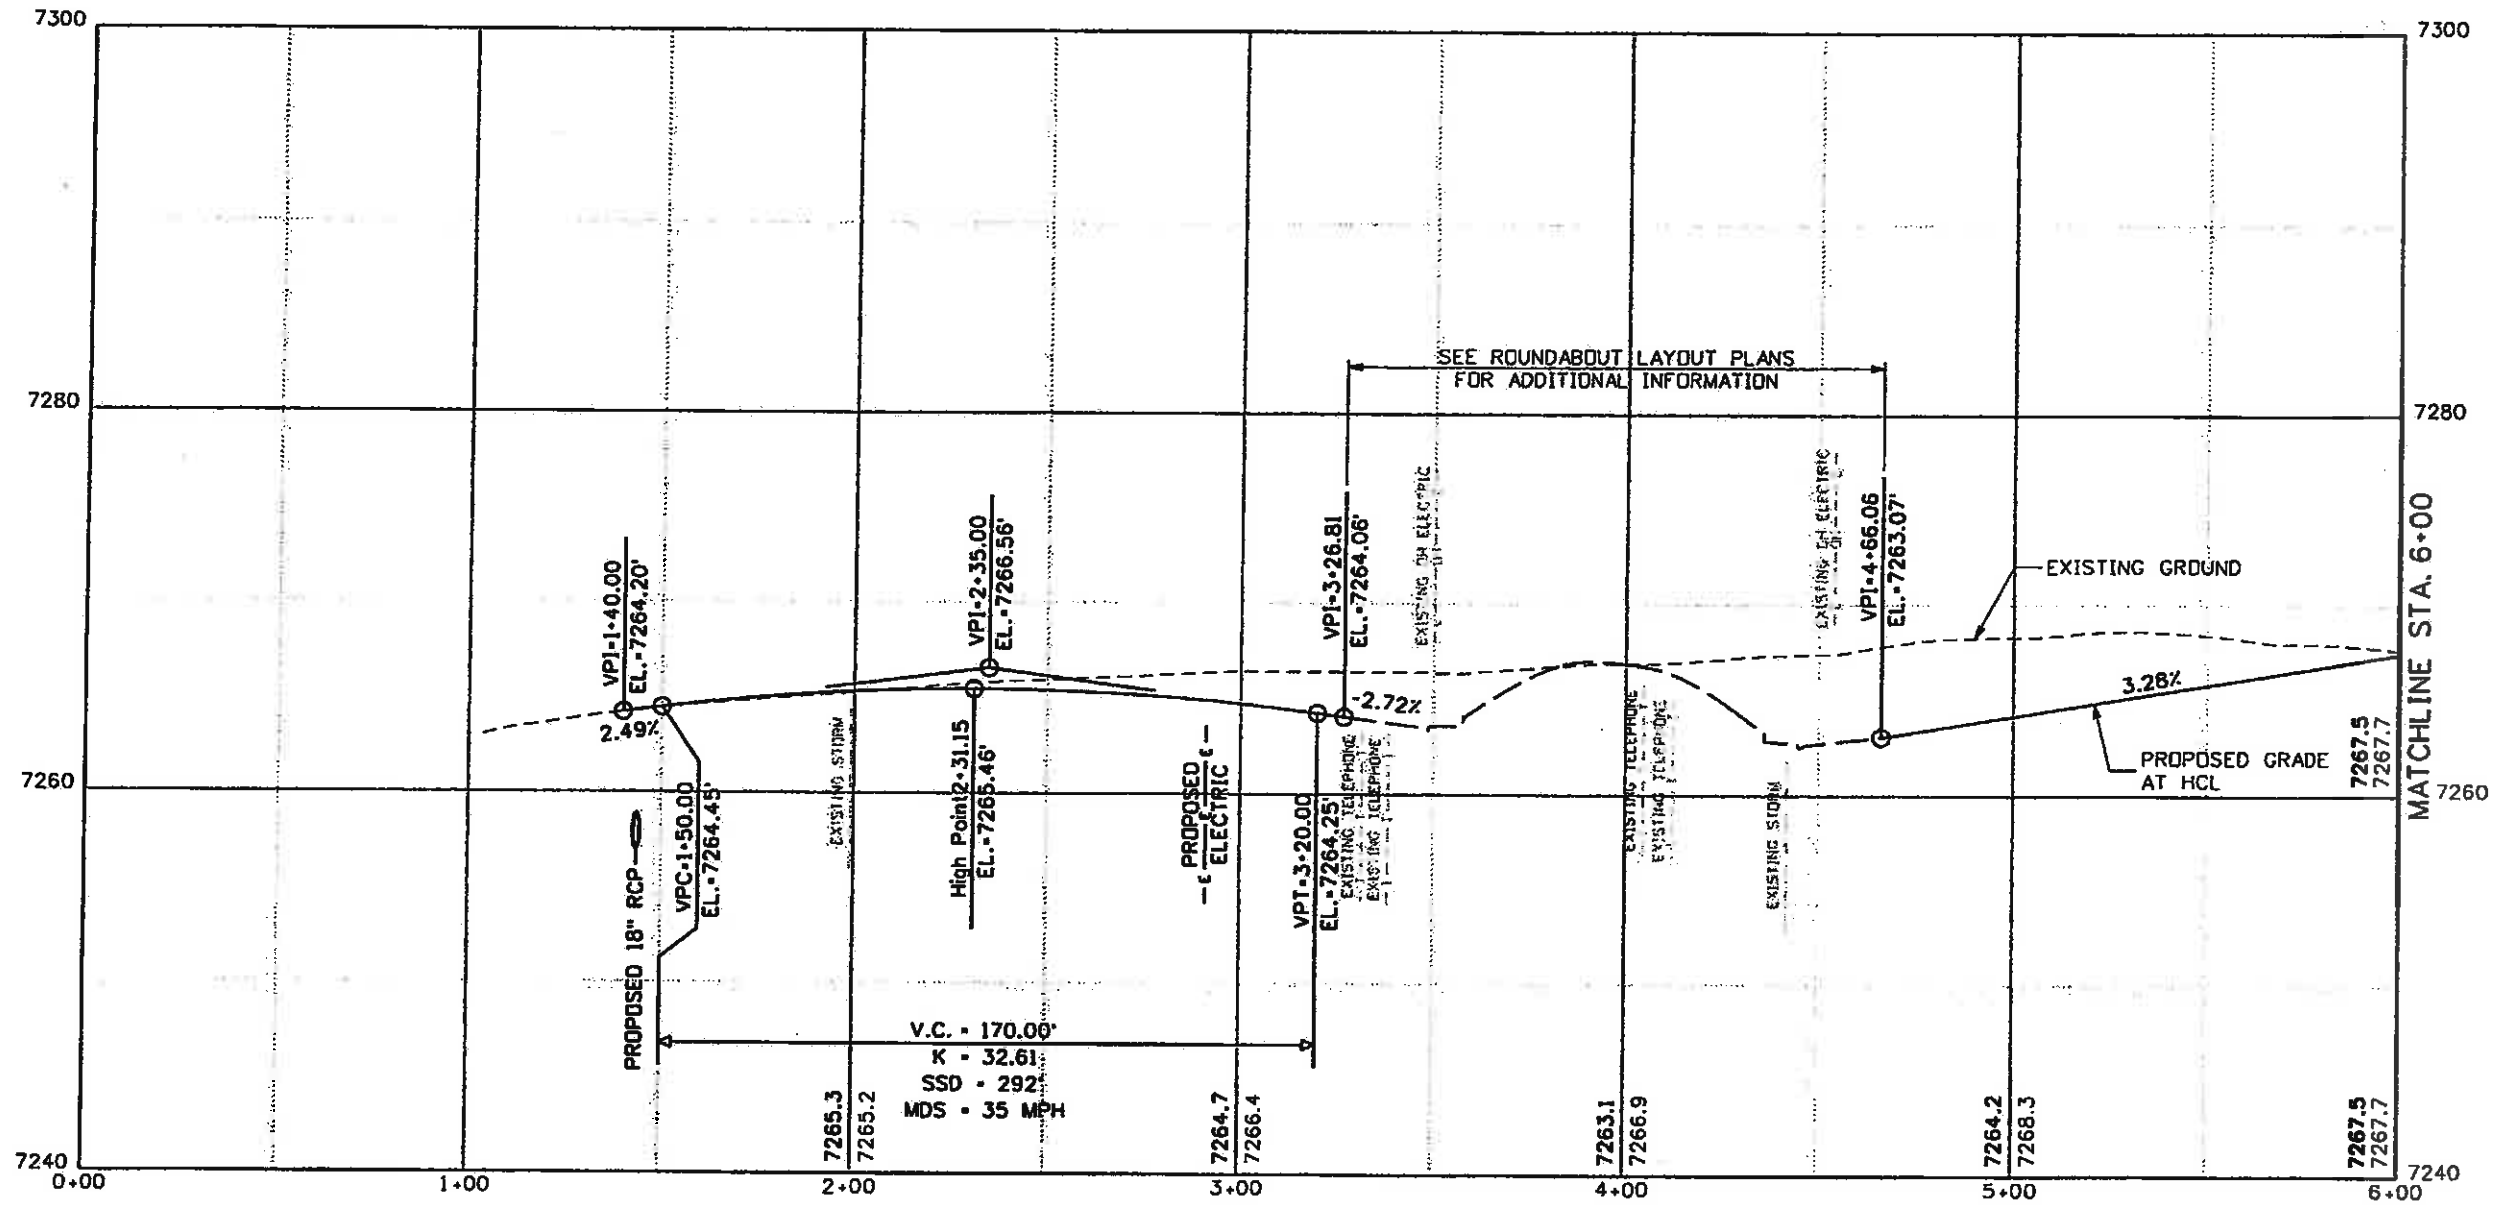 7300
7300
SEE ROUNDABOUT LAYOUT PLANS
FOR ADDITIONAL INFORMATION
7280
7280
VPI=1+40.00
EL.=7264.20'
VPI=2+35.00
EL.=7266.56'
VPI=3+26.81
EL.=7264.06'
EXISTING OH ELECTRIC
EXISTING OH ELECTRIC
VPI=4+66.06
EL.=7263.07'
EXISTING GROUND
MATCHLINE STA. 6+00
2.49%
-2.72%
3.28%
PROPOSED GRADE
AT HCL
7267.5
7267.7
7260
7260
PROPOSED 18" RCP
VPC=1+50.00
EL.=7264.45'
EXISTING STORM
High Point=2+31.15
EL.=7265.46'
E E E E
PROPOSED
ELECTRIC
VPT=3+20.00
EL.=7264.25'
EXISTING TELEPHONE
EXISTING TELEPHONE
EXISTING TELEPHONE
EXISTING TELEPHONE
EXISTING STORM
V.C. = 170.00'
K = 32.61
SSD = 292'
MDS = 35 MPH
7265.3
7265.2
7264.7
7266.4
7263.1
7266.9
7264.2
7268.3
7267.5
7267.7
7240
7240
0+00
1+00
2+00
3+00
4+00
5+00
6+00